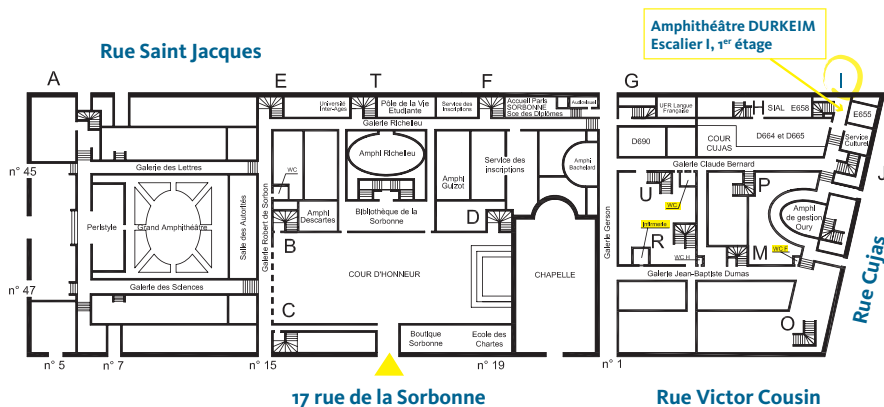 Amphithéâtre DURKEIM
Escalier I, 1er étage
Rue Saint Jacques
A
E
T
F
G
I
Université
Inter-Ages
Pôle de la Vie
Etudiante
Service des
Inscriptions
Accueil Paris
SORBONNE
Sce des Diplômes
Audiovisuel
UFR Langue
Française
SIAL E658
E655
Galerie Richelieu
D690
COUR
CUJAS
D664 et D665
Service
Culturel
Amphi Richelieu
Service des
inscriptions
Amphi
Guizot
Amphi
Bachelard
Galerie des Lettres
WC
Galerie Claude Bernard
n° 45
J
U
P
WC
Peristyle
Grand Amphithéâtre
Salle des Autorités
Galerie Robert de Sorbon
Amphi
Descartes
Bibliothèque de la
Sorbonne
D
Galerie Gerson
Infirmerie
Amphi
de gestion
Oury
B
R
M
WC H
WC F
Rue Cujas
COUR D'HONNEUR
CHAPELLE
Galerie Jean-Baptiste Dumas
n° 47
Galerie des Sciences
C
O
Boutique
Sorbonne
Ecole des
Chartes
n° 5
n° 7
n° 15
n° 19
n° 1
17 rue de la Sorbonne
Rue Victor Cousin